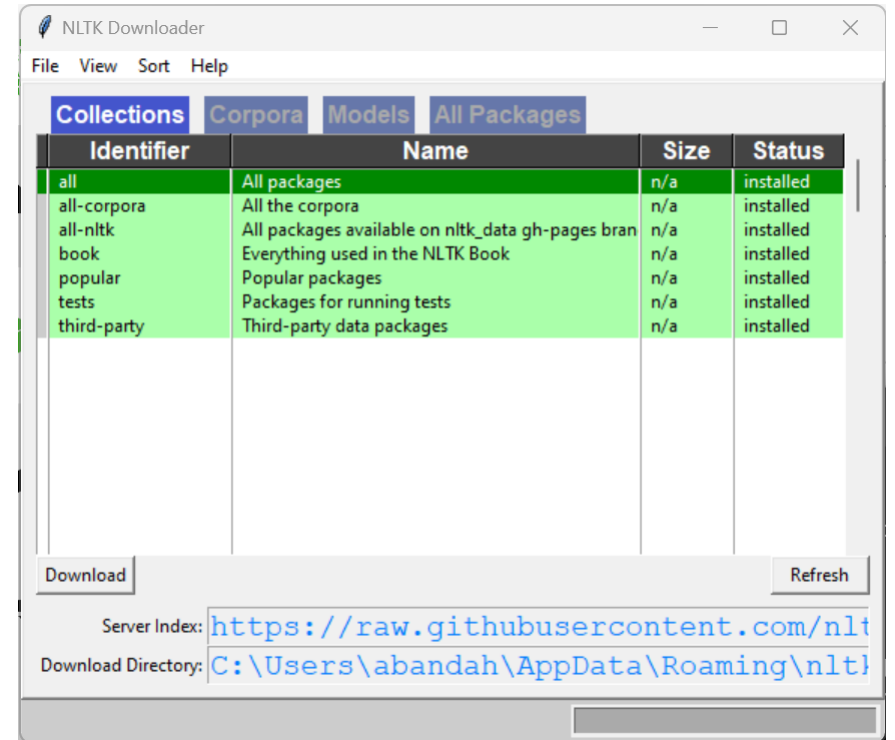 NLTK Downloader
File View Sort Help
Collections Corpora Models All Packages
Identifier Name Size Status
all All packages n/a installed
all-corpora All the corpora n/a installed
all-nltk All packages available on nltk_data gh-pages bran n/a installed
book Everything used in the NLTK Book n/a installed
popular Popular packages n/a installed
tests Packages for running tests n/a installed
third-party Third-party data packages n/a installed
Download Refresh
Server Index: https://raw.githubusercontent.com/nlt
Download Directory: C:\Users\abandah\AppData\Roaming\nltk